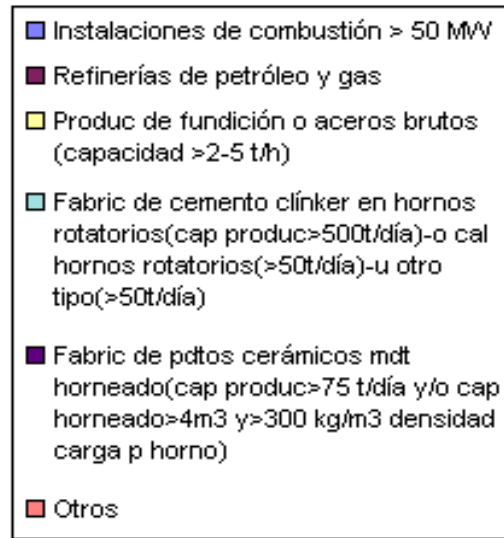 Instalaciones de combustión > 50 MW
Refinerías de petróleo y gas
Produc de fundición o aceros brutos
(capacidad >2-5 t/h)
Fabric de cemento clínker en hornos
rotatorios(cap produc>500t/día)-o cal
hornos rotatorios(>50t/día)-u otro
tipo(>50t/día)
Fabric de pdtos cerámicos mdt
horneado(cap produc>75 t/día y/o cap
horneado>4m3 y>300 kg/m3 densidad
carga p horno)
Otros